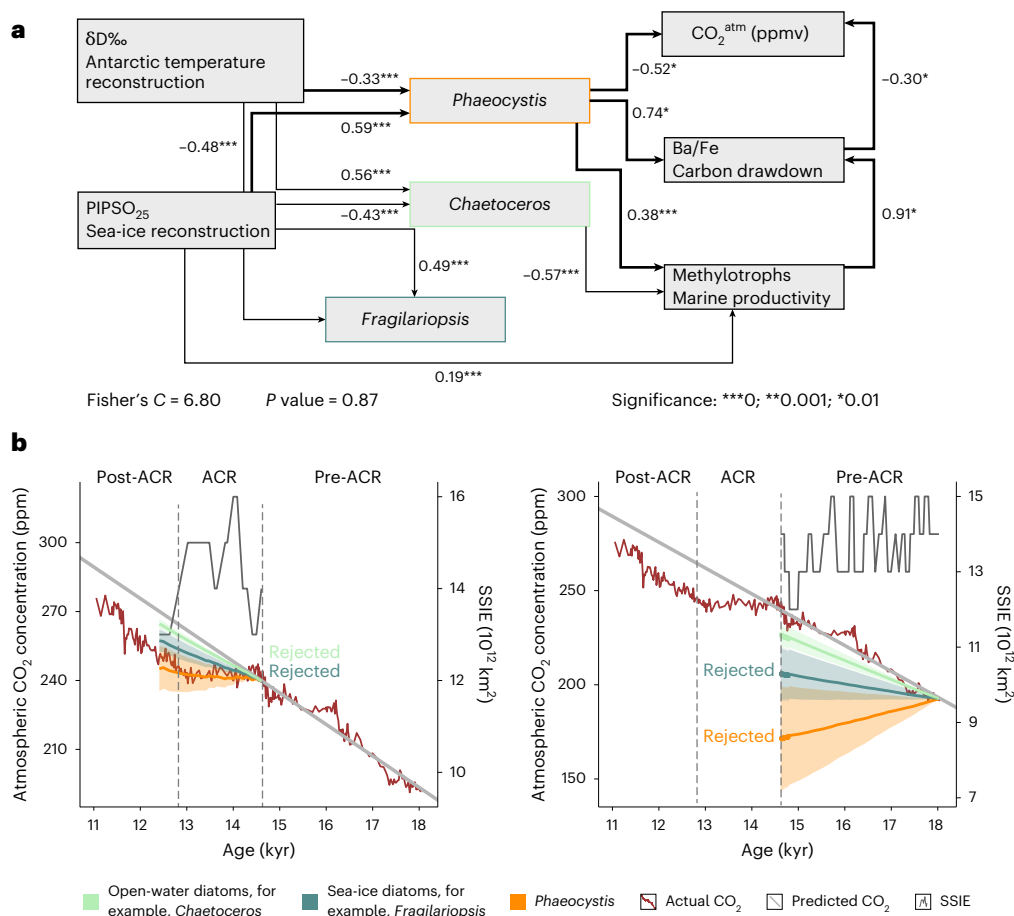 a
δD‰
Antarctic temperature
reconstruction
PIPSO25
Sea-ice reconstruction
Phaeocystis
Chaetoceros
Fragilariopsis
CO2atm (ppmv)
Ba/Fe
Carbon drawdown
Methylotrophs
Marine productivity
−0.33***
0.59***
−0.48***
0.56***
−0.43***
0.49***
−0.57***
0.38***
0.19***
−0.52*
0.74*
−0.30*
0.91*
Fisher's C = 6.80 P value = 0.87 Significance: ***0; **0.001; *0.01
b
Post-ACR ACR Pre-ACR
Atmospheric CO2 concentration (ppm)
300
270
240
210
16
14
12
10
SSIE (1012 km2)
Rejected
Rejected
11 12 13 14 15 16 17 18
Age (kyr)
Post-ACR ACR Pre-ACR
Atmospheric CO2 concentration (ppm)
300
250
200
150
15
13
11
9
7
SSIE (1012 km2)
Rejected
Rejected
11 12 13 14 15 16 17 18
Age (kyr)
Open-water diatoms, for
example, Chaetoceros
Sea-ice diatoms, for
example, Fragilariopsis
Phaeocystis
Actual CO2
Predicted CO2
SSIE